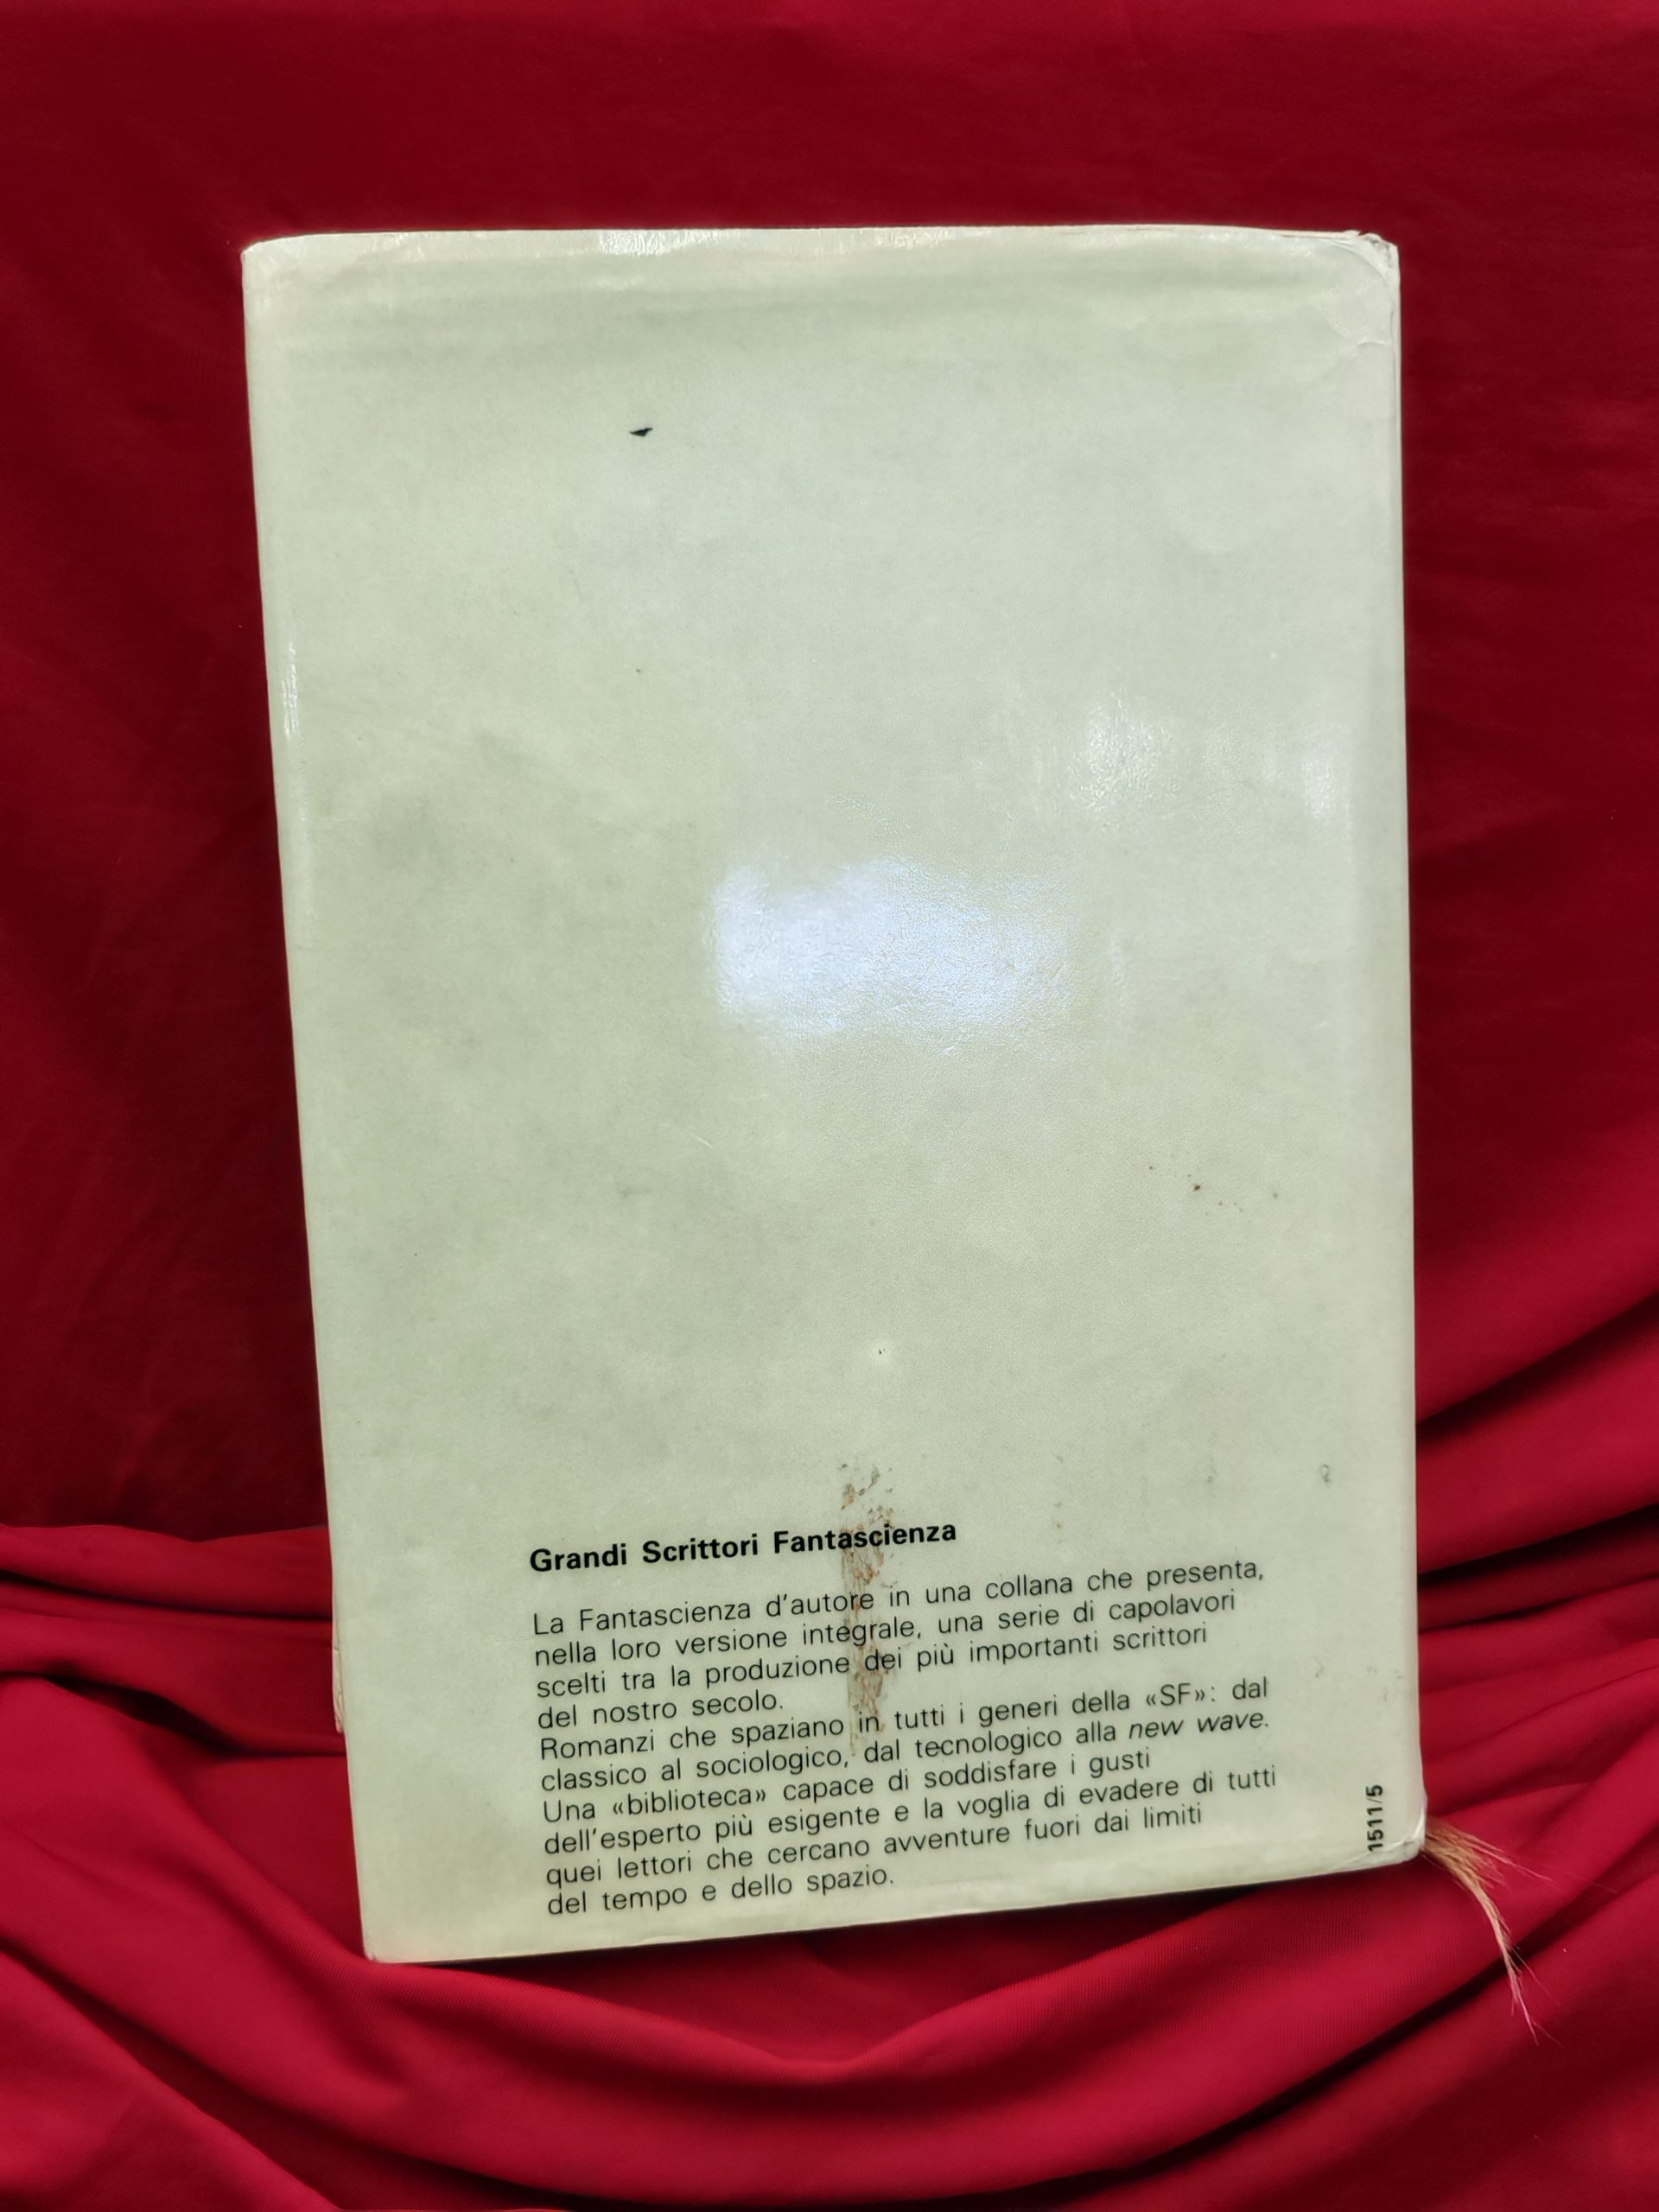 Grandi Scrittori Fantascienza
La Fantascienza d'autore in una collana che presenta,
nella loro versione integrale, una serie di capolavori
scelti tra la produzione dei più importanti scrittori
del nostro secolo.
Romanzi che spaziano in tutti i generi della «SF»: dal
classico al sociologico, dal tecnologico alla new wave.
Una «biblioteca» capace di soddisfare i gusti
dell'esperto più esigente e la voglia di evadere di tutti
quei lettori che cercano avventure fuori dai limiti
del tempo e dello spazio.
1511/5